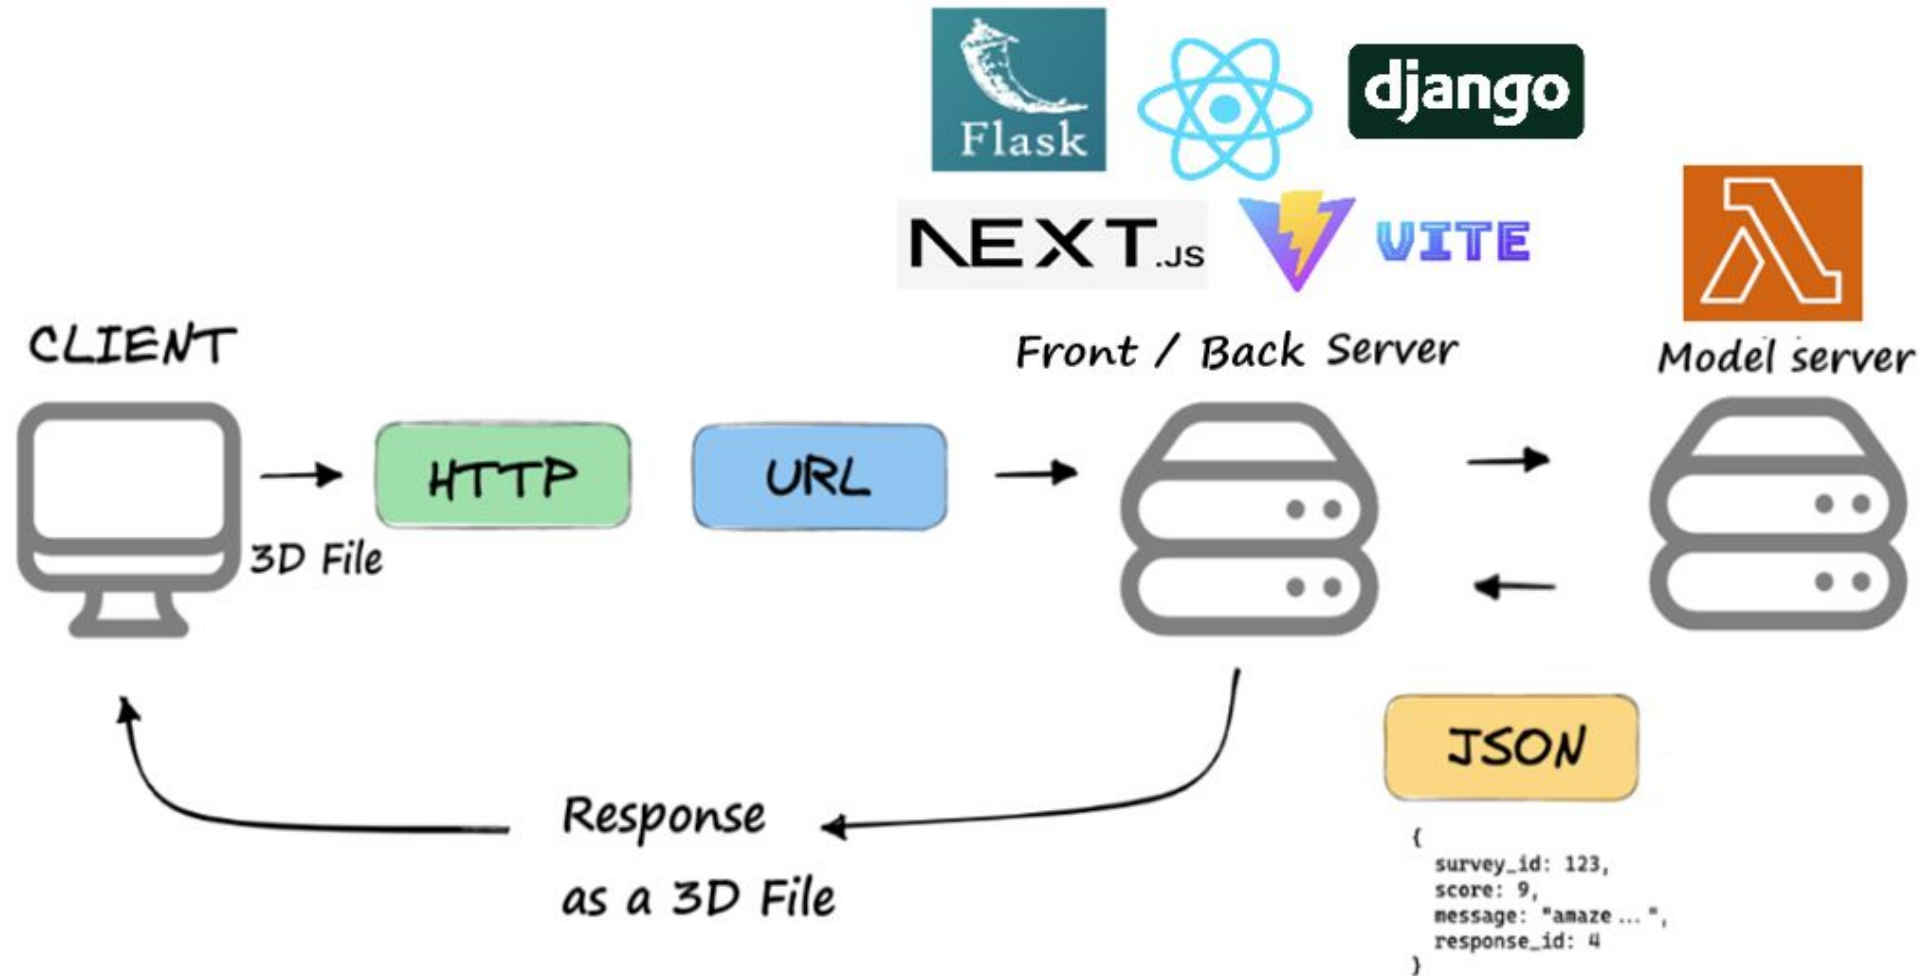 Flask
django
NEXT.JS
VITE
CLIENT
Front / Back Server
Model server
HTTP
URL
3D File
JSON
Response
as a 3D File
{
survey_id: 123,
score: 9,
message: "amaze ... ",
response_id: 4
}